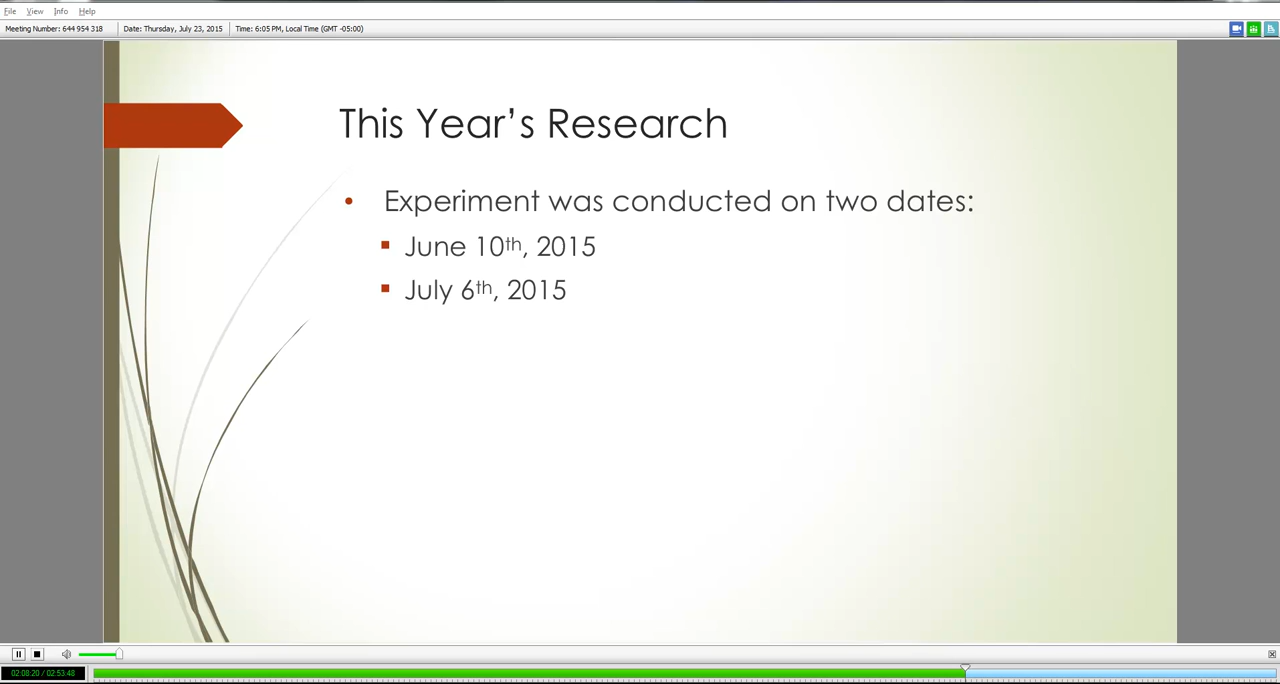 File View Info Help
Meeting Number: 644 954 318 Date: Thursday, July 23, 2015 Time: 6:05 PM, Local Time (GMT -05:00)
This Year's Research
• Experiment was conducted on two dates:
▪ June 10th, 2015
▪ July 6th, 2015
02:08:20 / 02:53:48